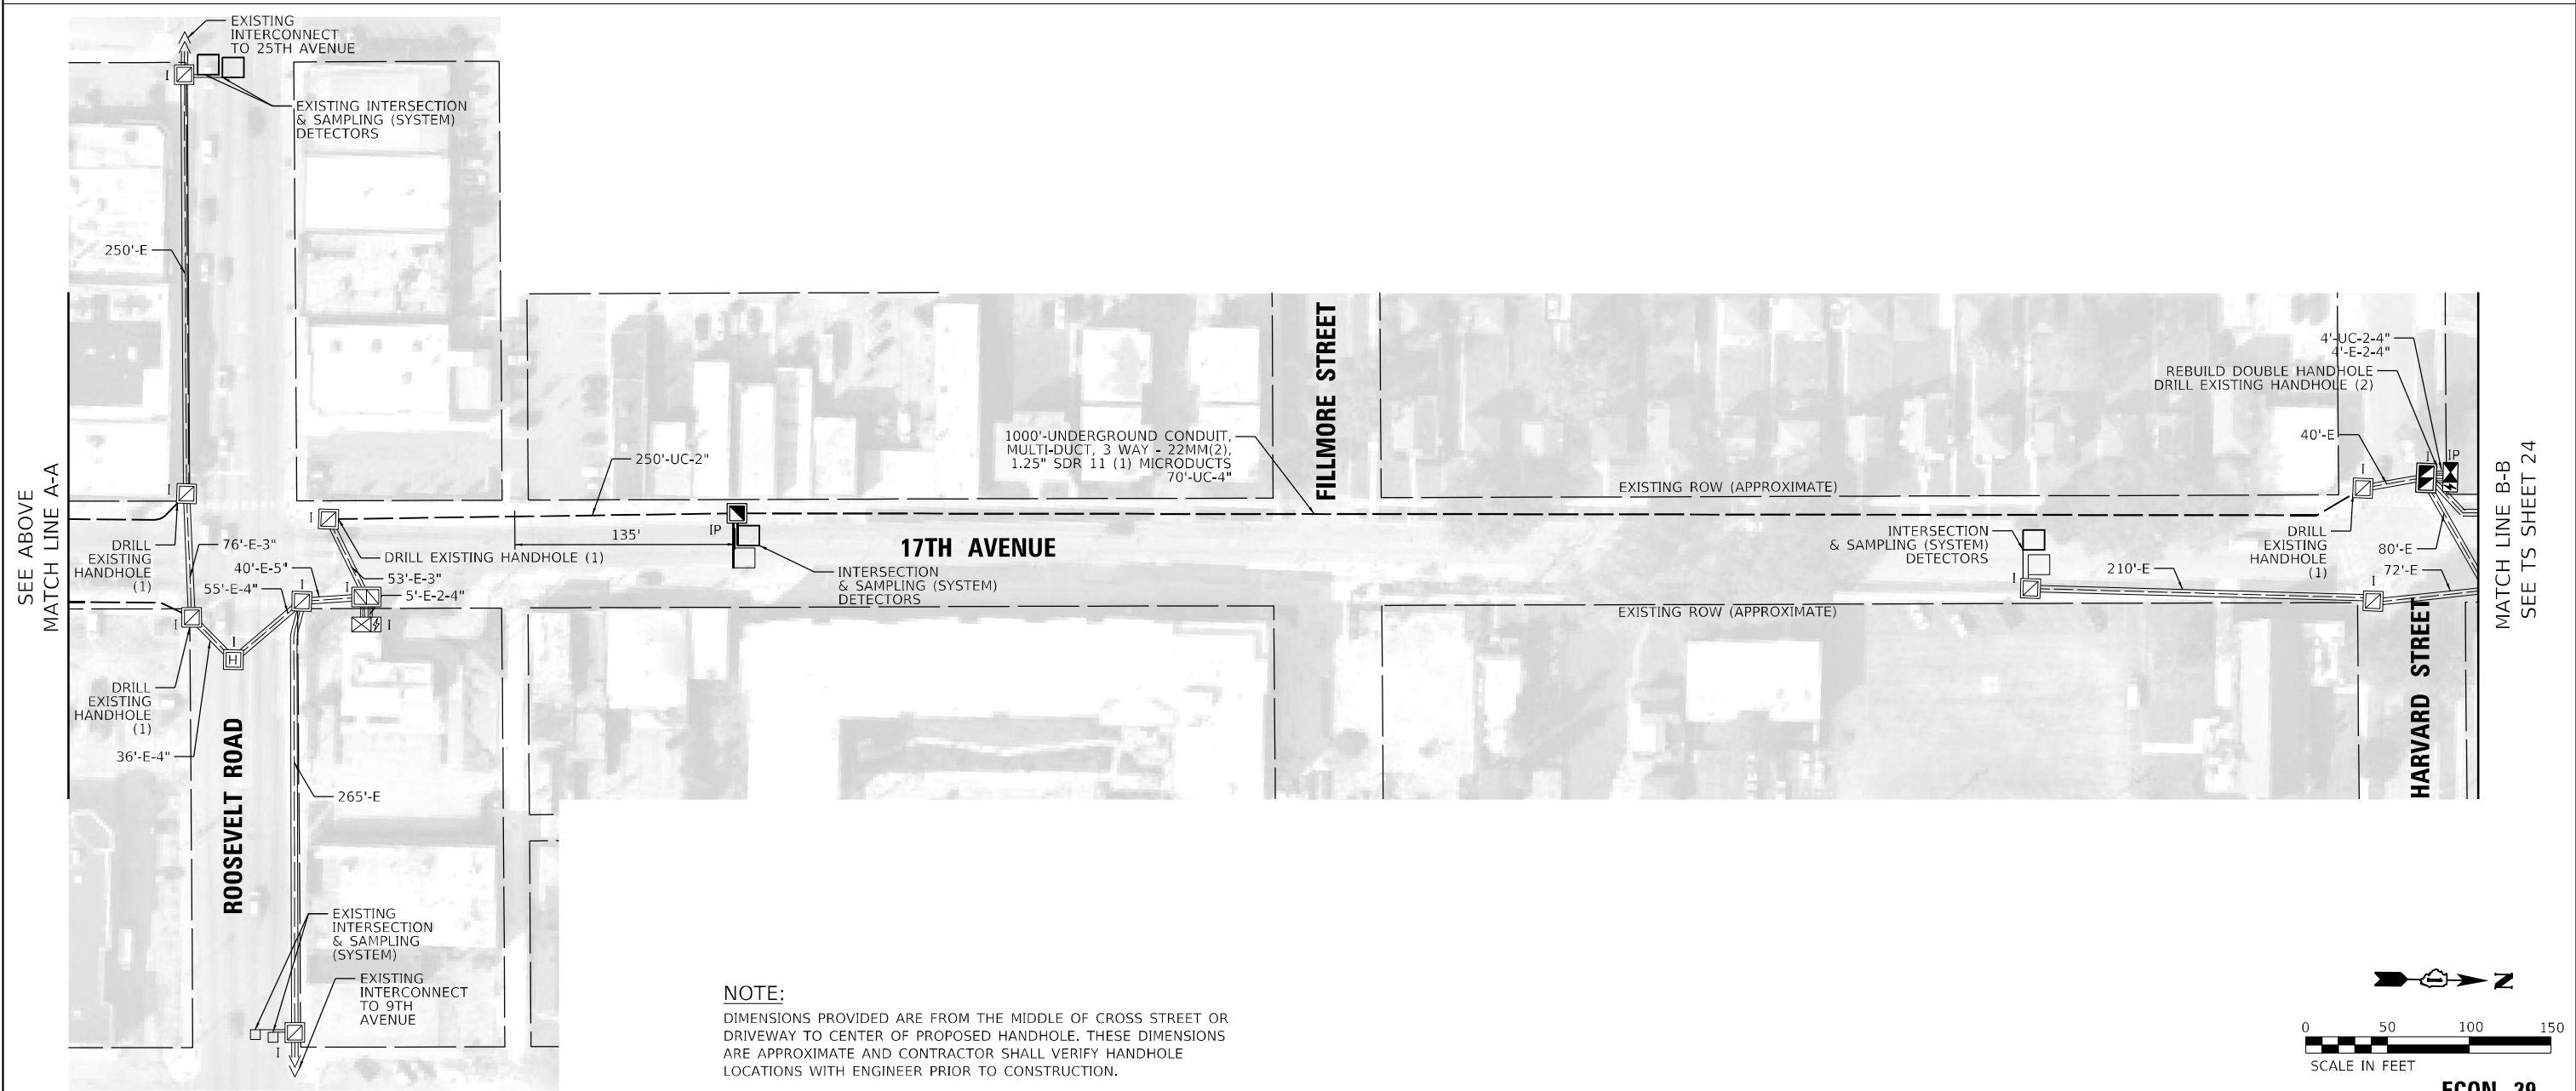 EXISTING
INTERCONNECT
TO 25TH AVENUE
I
EXISTING INTERSECTION
& SAMPLING (SYSTEM)
DETECTORS
250'-E
SEE ABOVE
MATCH LINE A-A
I
DRILL
EXISTING
HANDHOLE
(1)
76'-E-3"
40'-E-5"
55'-E-4"
I
DRILL EXISTING HANDHOLE (1)
53'-E-3"
5'-E-2-4"
I
I
I
I
I
H
DRILL
EXISTING
HANDHOLE
(1)
36'-E-4"
ROOSEVELT ROAD
265'-E
EXISTING
INTERSECTION
& SAMPLING
(SYSTEM)
EXISTING
INTERCONNECT
TO 9TH
AVENUE
I
250'-UC-2"
135'
IP
17TH AVENUE
INTERSECTION
& SAMPLING (SYSTEM)
DETECTORS
1000'-UNDERGROUND CONDUIT,
MULTI-DUCT, 3 WAY - 22MM(2),
1.25" SDR 11 (1) MICRODUCTS
70'-UC-4"
FILLMORE STREET
EXISTING ROW (APPROXIMATE)
EXISTING ROW (APPROXIMATE)
INTERSECTION
& SAMPLING (SYSTEM)
DETECTORS
I
210'-E
4'-UC-2-4"
4'-E-2-4"
REBUILD DOUBLE HANDHOLE
DRILL EXISTING HANDHOLE (2)
40'-E
I
I
IP
DRILL
EXISTING
HANDHOLE
(1)
80'-E
72'-E
I
HARVARD STREET
MATCH LINE B-B
SEE TS SHEET 24
NOTE:
DIMENSIONS PROVIDED ARE FROM THE MIDDLE OF CROSS STREET OR
DRIVEWAY TO CENTER OF PROPOSED HANDHOLE. THESE DIMENSIONS
ARE APPROXIMATE AND CONTRACTOR SHALL VERIFY HANDHOLE
LOCATIONS WITH ENGINEER PRIOR TO CONSTRUCTION.
N
0 50 100 150
SCALE IN FEET
ECON 29